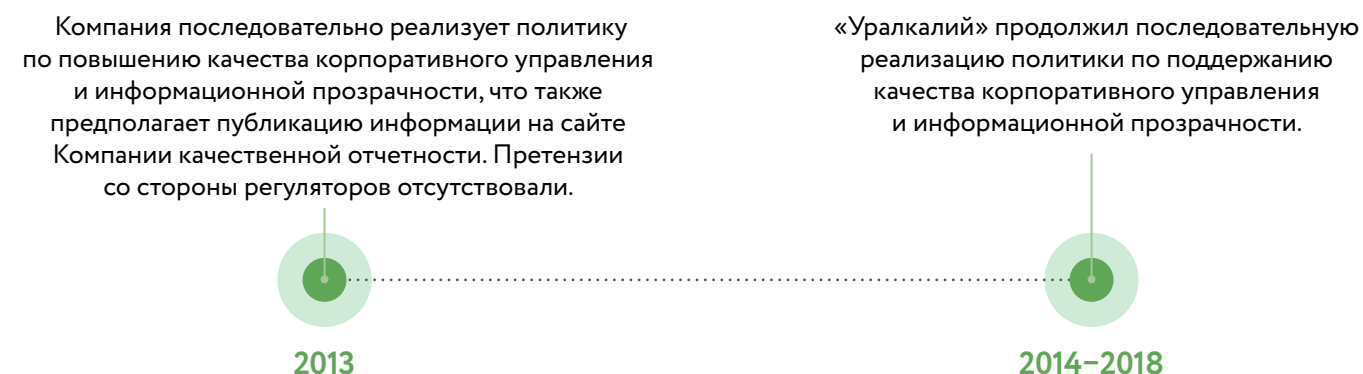 Компания последовательно реализует политику
по повышению качества корпоративного управления
и информационной прозрачности, что также
предполагает публикацию информации на сайте
Компании качественной отчетности. Претензии
со стороны регуляторов отсутствовали.
2013
«Уралкалий» продолжил последовательную
реализацию политики по поддержанию
качества корпоративного управления
и информационной прозрачности.
2014–2018